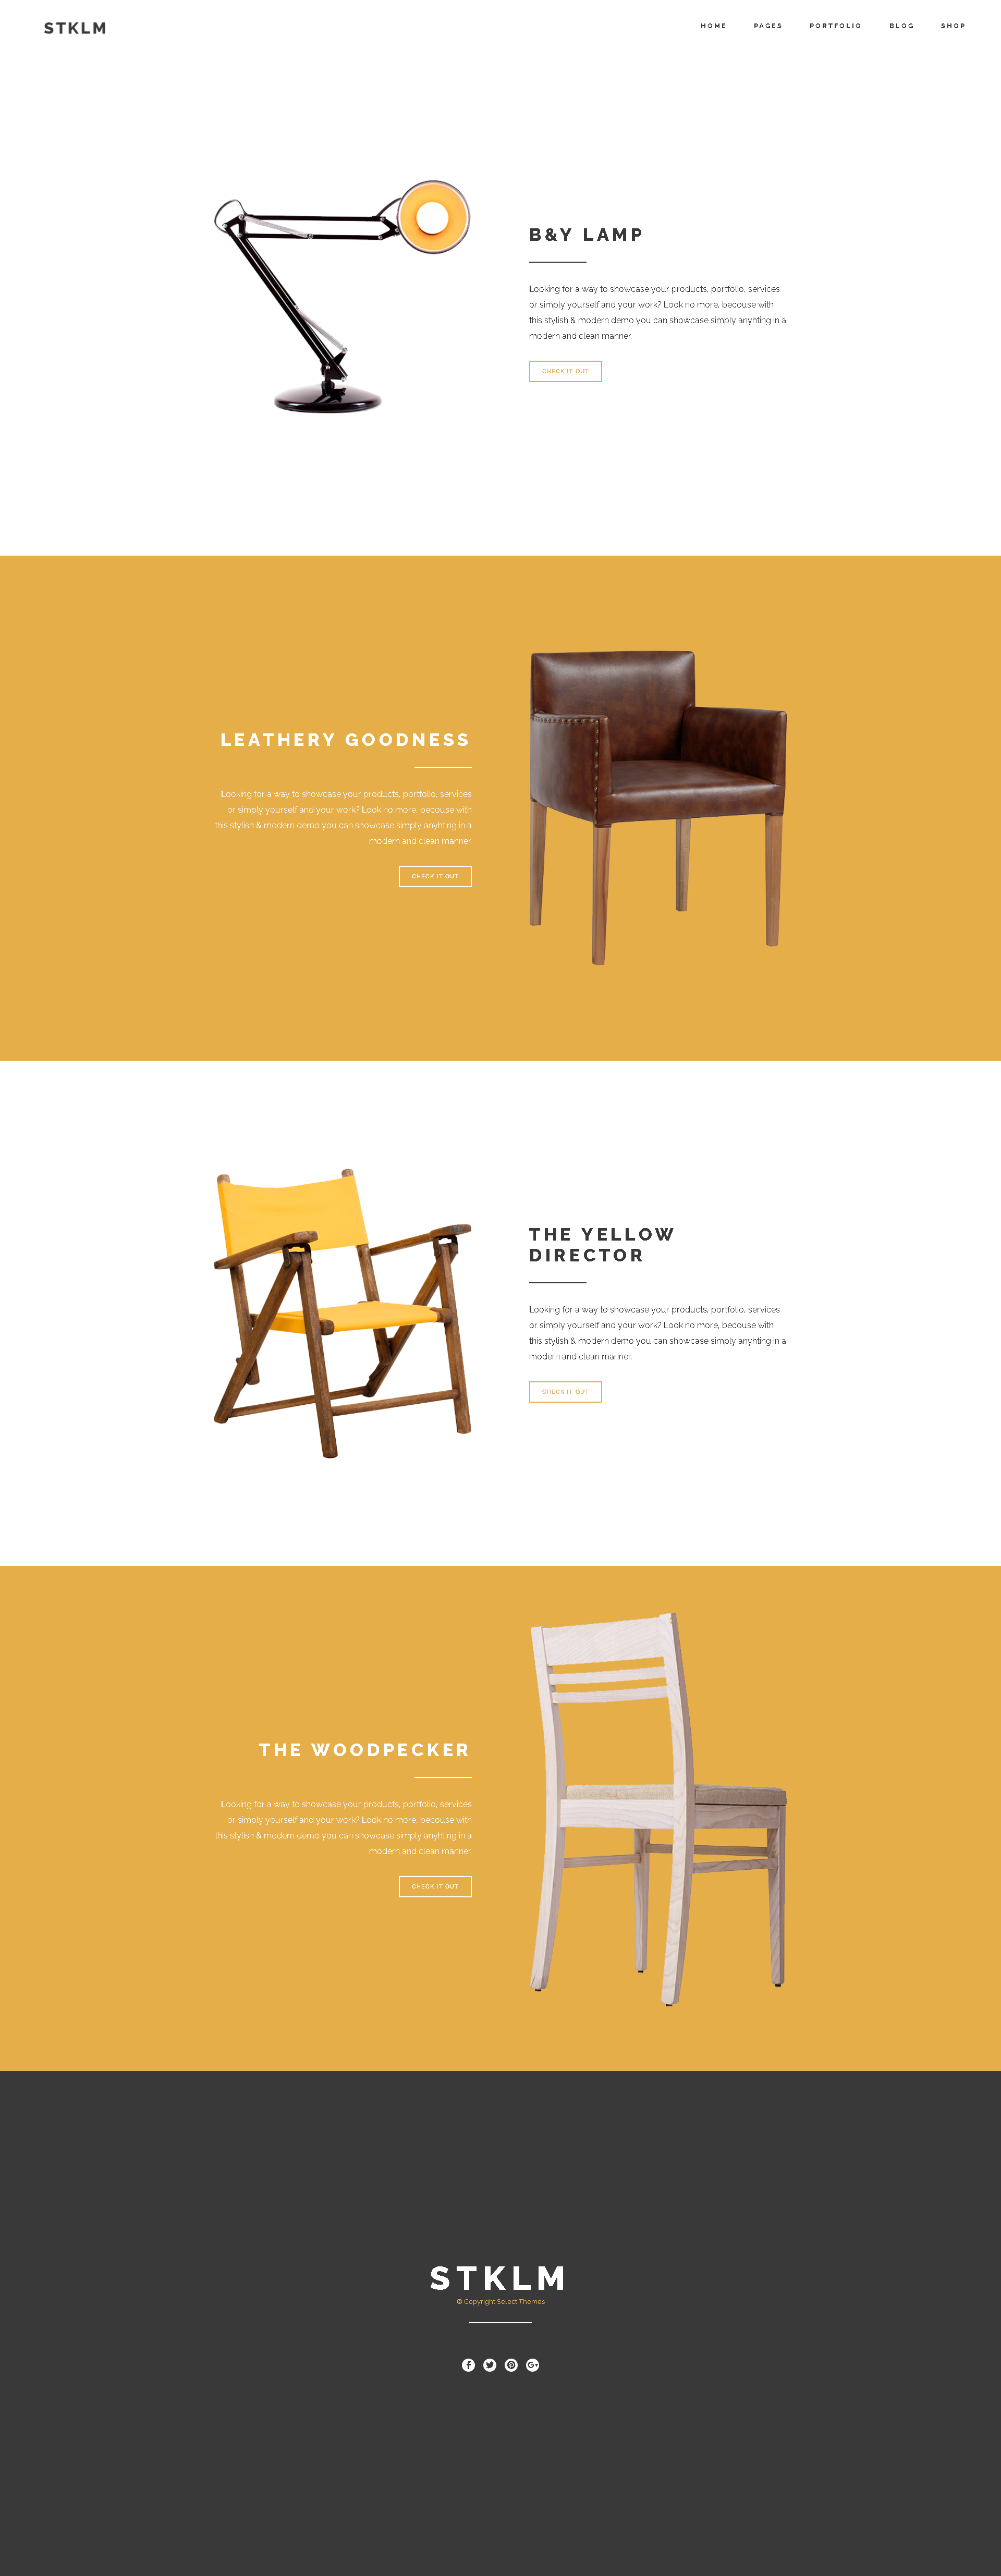 STKLM
HOME PAGES PORTFOLIO BLOG SHOP
B&Y LAMP
Looking for a way to showcase your products, portfolio, services
or simply yourself and your work? Look no more, becouse with
this stylish & modern demo you can showcase simply anyhting in a
modern and clean manner.
CHECK IT OUT
LEATHERY GOODNESS
Looking for a way to showcase your products, portfolio, services
or simply yourself and your work? Look no more, becouse with
this stylish & modern demo you can showcase simply anyhting in a
modern and clean manner.
CHECK IT OUT
THE YELLOW
DIRECTOR
Looking for a way to showcase your products, portfolio, services
or simply yourself and your work? Look no more, becouse with
this stylish & modern demo you can showcase simply anyhting in a
modern and clean manner.
CHECK IT OUT
THE WOODPECKER
Looking for a way to showcase your products, portfolio, services
or simply yourself and your work? Look no more, becouse with
this stylish & modern demo you can showcase simply anyhting in a
modern and clean manner.
CHECK IT OUT
STKLM
© Copyright Select Themes